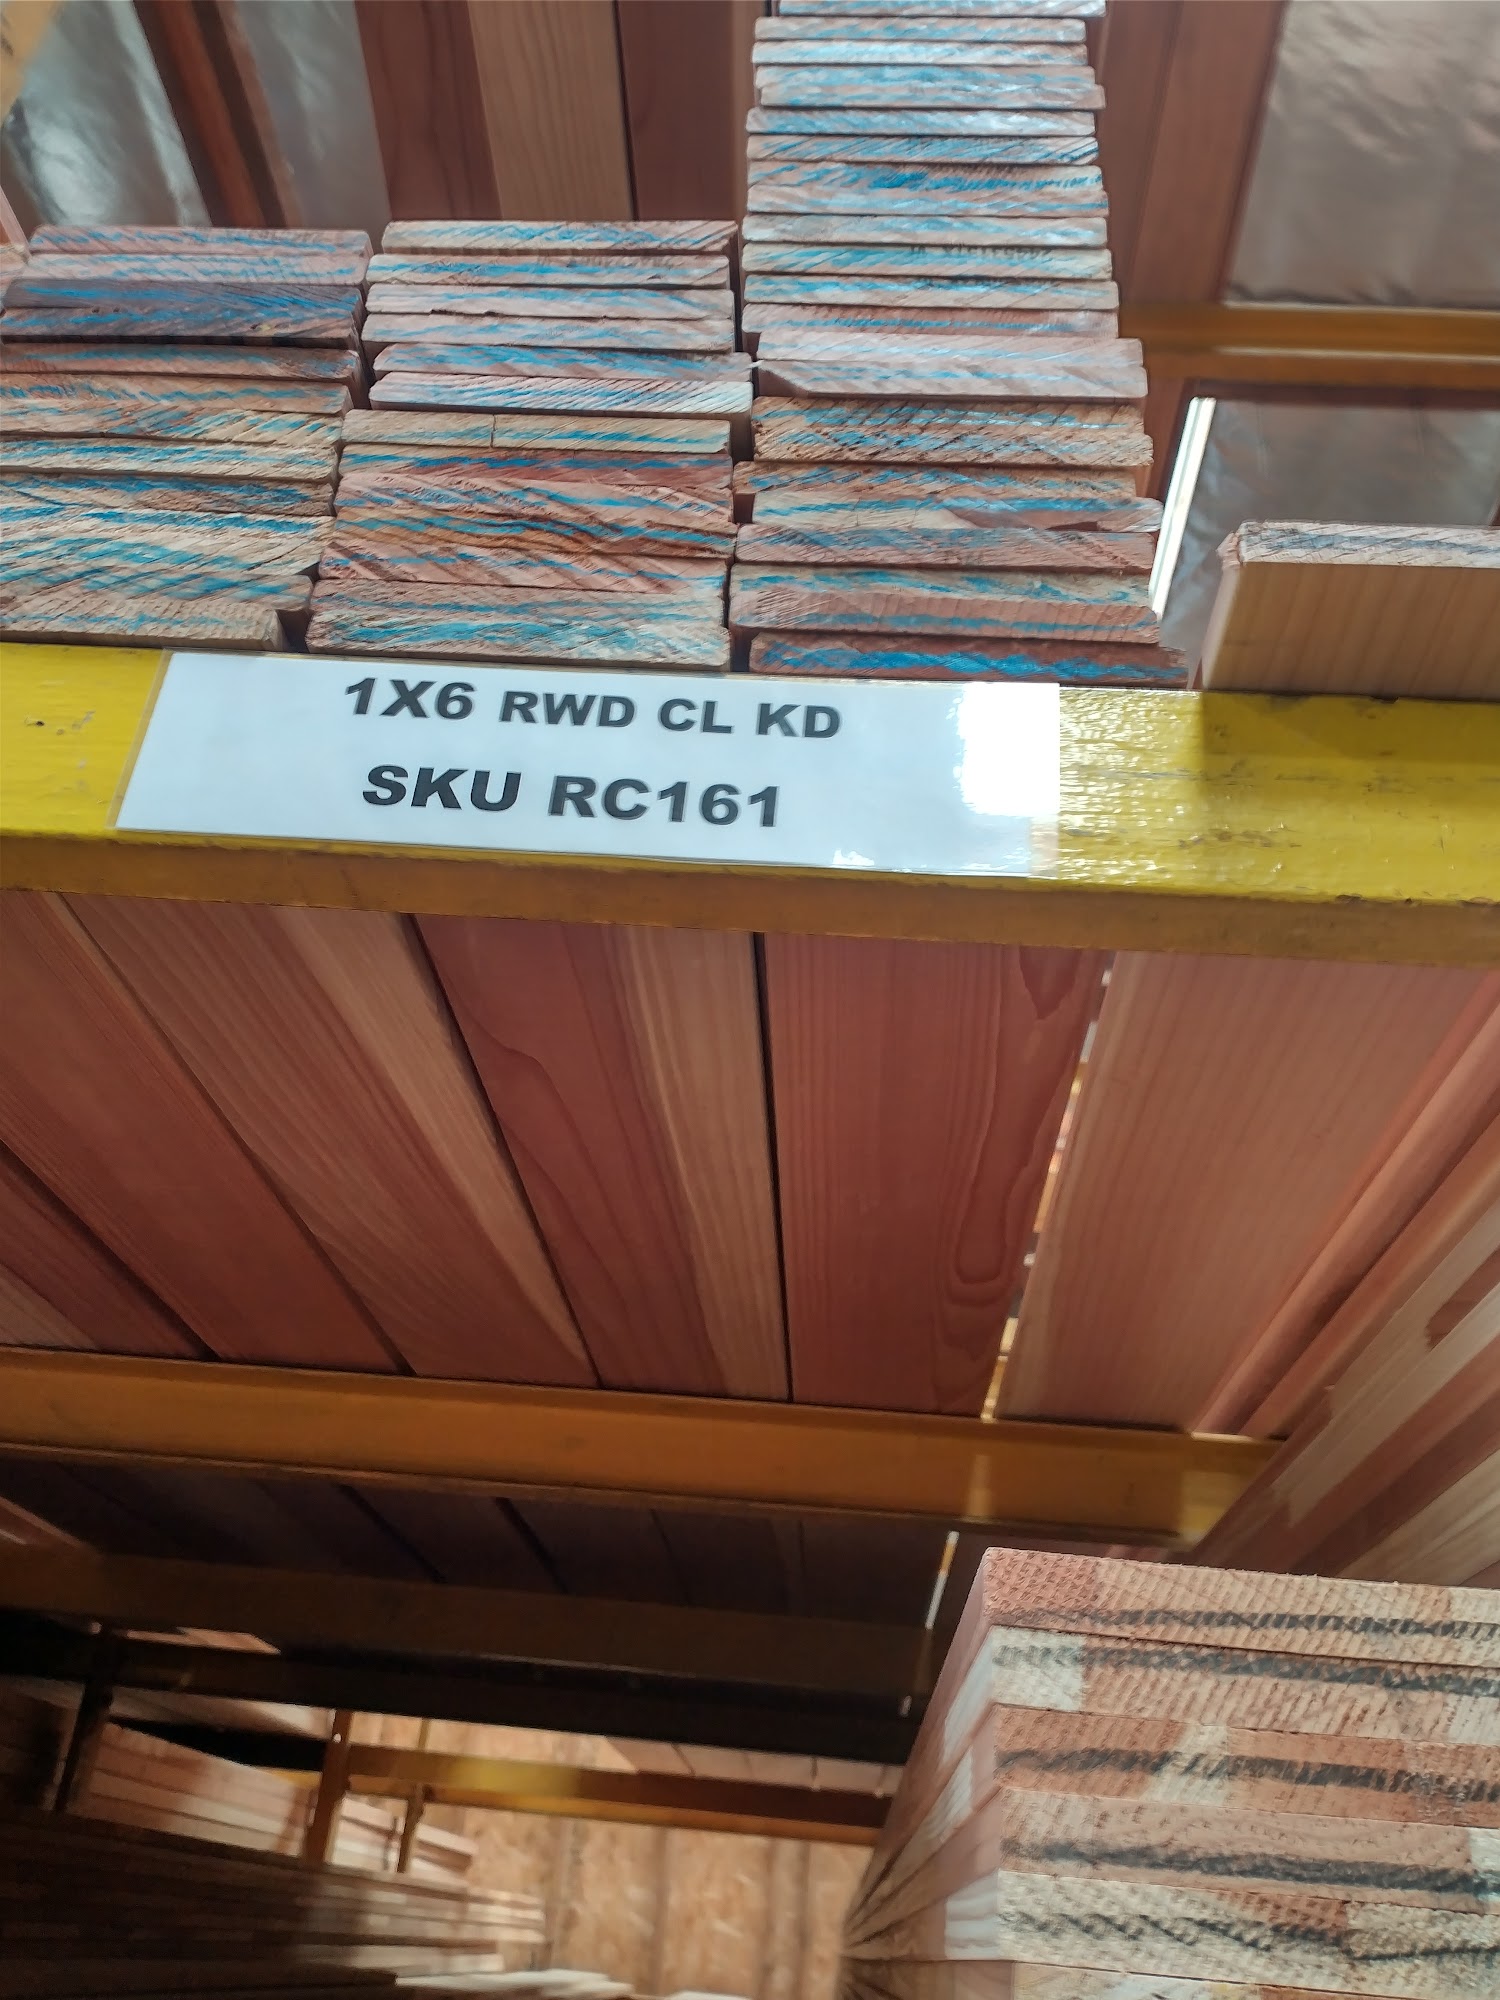 1X6 RWD CL KD
SKU RC161